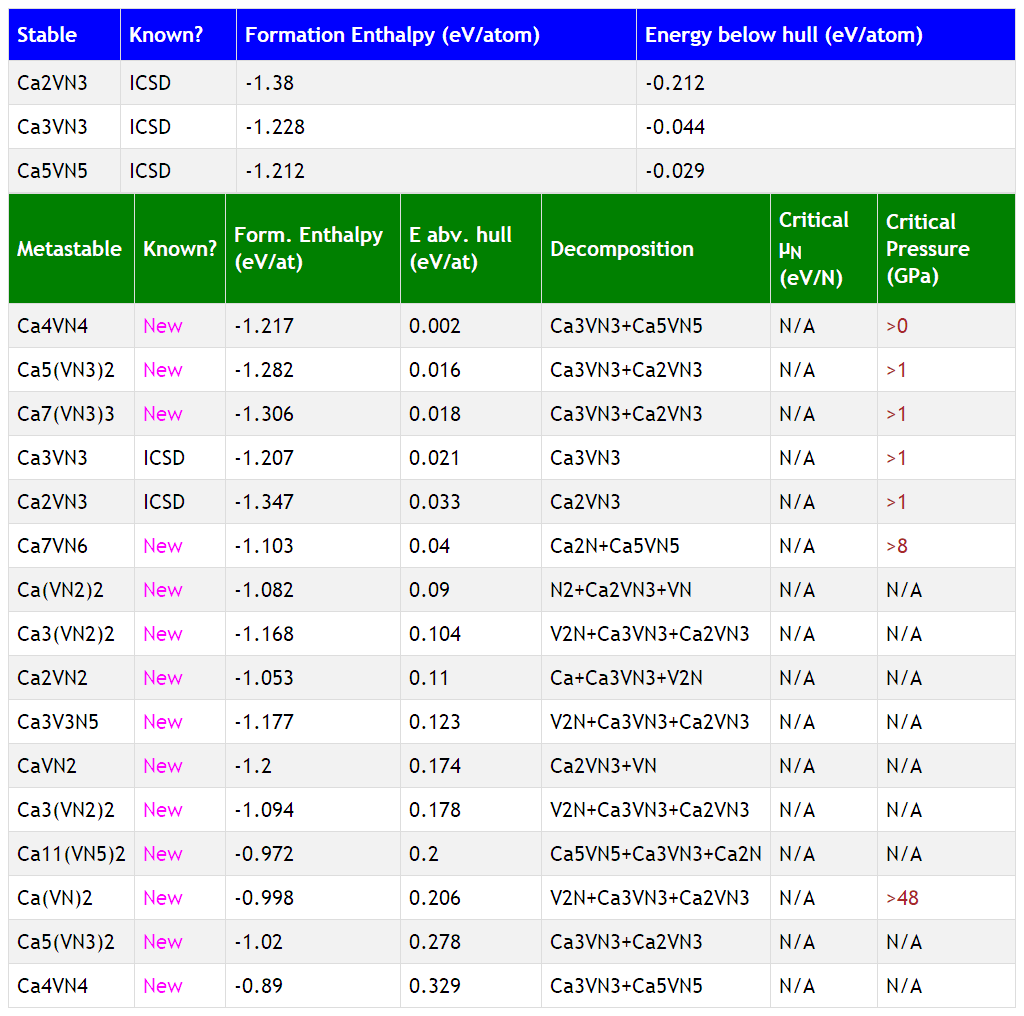 Stable Known? Formation Enthalpy (eV/atom) Energy below hull (eV/atom)
Ca2VN3 ICSD -1.38 -0.212
Ca3VN3 ICSD -1.228 -0.044
Ca5VN5 ICSD -1.212 -0.029
Metastable Known? Form. Enthalpy (eV/at) E abv. hull (eV/at) Decomposition Critical μN (eV/N) Critical Pressure (GPa)
Ca4VN4 New -1.217 0.002 Ca3VN3+Ca5VN5 N/A >0
Ca5(VN3)2 New -1.282 0.016 Ca3VN3+Ca2VN3 N/A >1
Ca7(VN3)3 New -1.306 0.018 Ca3VN3+Ca2VN3 N/A >1
Ca3VN3 ICSD -1.207 0.021 Ca3VN3 N/A >1
Ca2VN3 ICSD -1.347 0.033 Ca2VN3 N/A >1
Ca7VN6 New -1.103 0.04 Ca2N+Ca5VN5 N/A >8
Ca(VN2)2 New -1.082 0.09 N2+Ca2VN3+VN N/A N/A
Ca3(VN2)2 New -1.168 0.104 V2N+Ca3VN3+Ca2VN3 N/A N/A
Ca2VN2 New -1.053 0.11 Ca+Ca3VN3+V2N N/A N/A
Ca3V3N5 New -1.177 0.123 V2N+Ca3VN3+Ca2VN3 N/A N/A
CaVN2 New -1.2 0.174 Ca2VN3+VN N/A N/A
Ca3(VN2)2 New -1.094 0.178 V2N+Ca3VN3+Ca2VN3 N/A N/A
Ca11(VN5)2 New -0.972 0.2 Ca5VN5+Ca3VN3+Ca2N N/A N/A
Ca(VN)2 New -0.998 0.206 V2N+Ca3VN3+Ca2VN3 N/A >48
Ca5(VN3)2 New -1.02 0.278 Ca3VN3+Ca2VN3 N/A N/A
Ca4VN4 New -0.89 0.329 Ca3VN3+Ca5VN5 N/A N/A